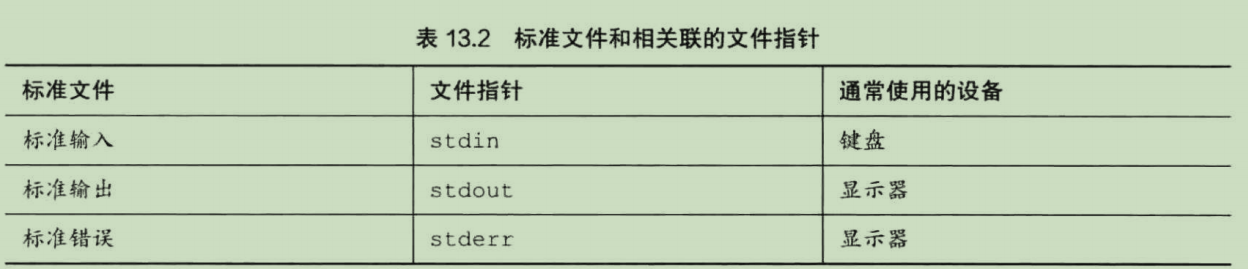 表 13.2 标准文件和相关联的文件指针
标准文件 文件指针 通常使用的设备
标准输入 stdin 键盘
标准输出 stdout 显示器
标准错误 stderr 显示器